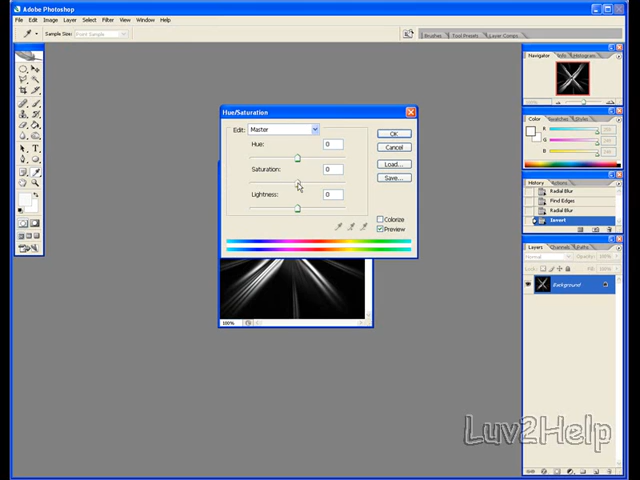 Adobe Photoshop
File Edit Image Layer Select Filter View Window Help
Sample Size: Point Sample
Brushes Tool Presets Layer Comps
Navigator Info Histogram
Hue/Saturation
Edit: Master
OK
Hue: 0
Cancel
Load...
Saturation: 0
Save...
Lightness: 0
Colorize
Preview
100%
Color Swatches Styles
R
G
B
History Actions
Radial Blur
Find Edges
Radial Blur
Invert
Layers Channels Paths
Normal Opacity:
Lock: Fill:
Background
Luv2Help